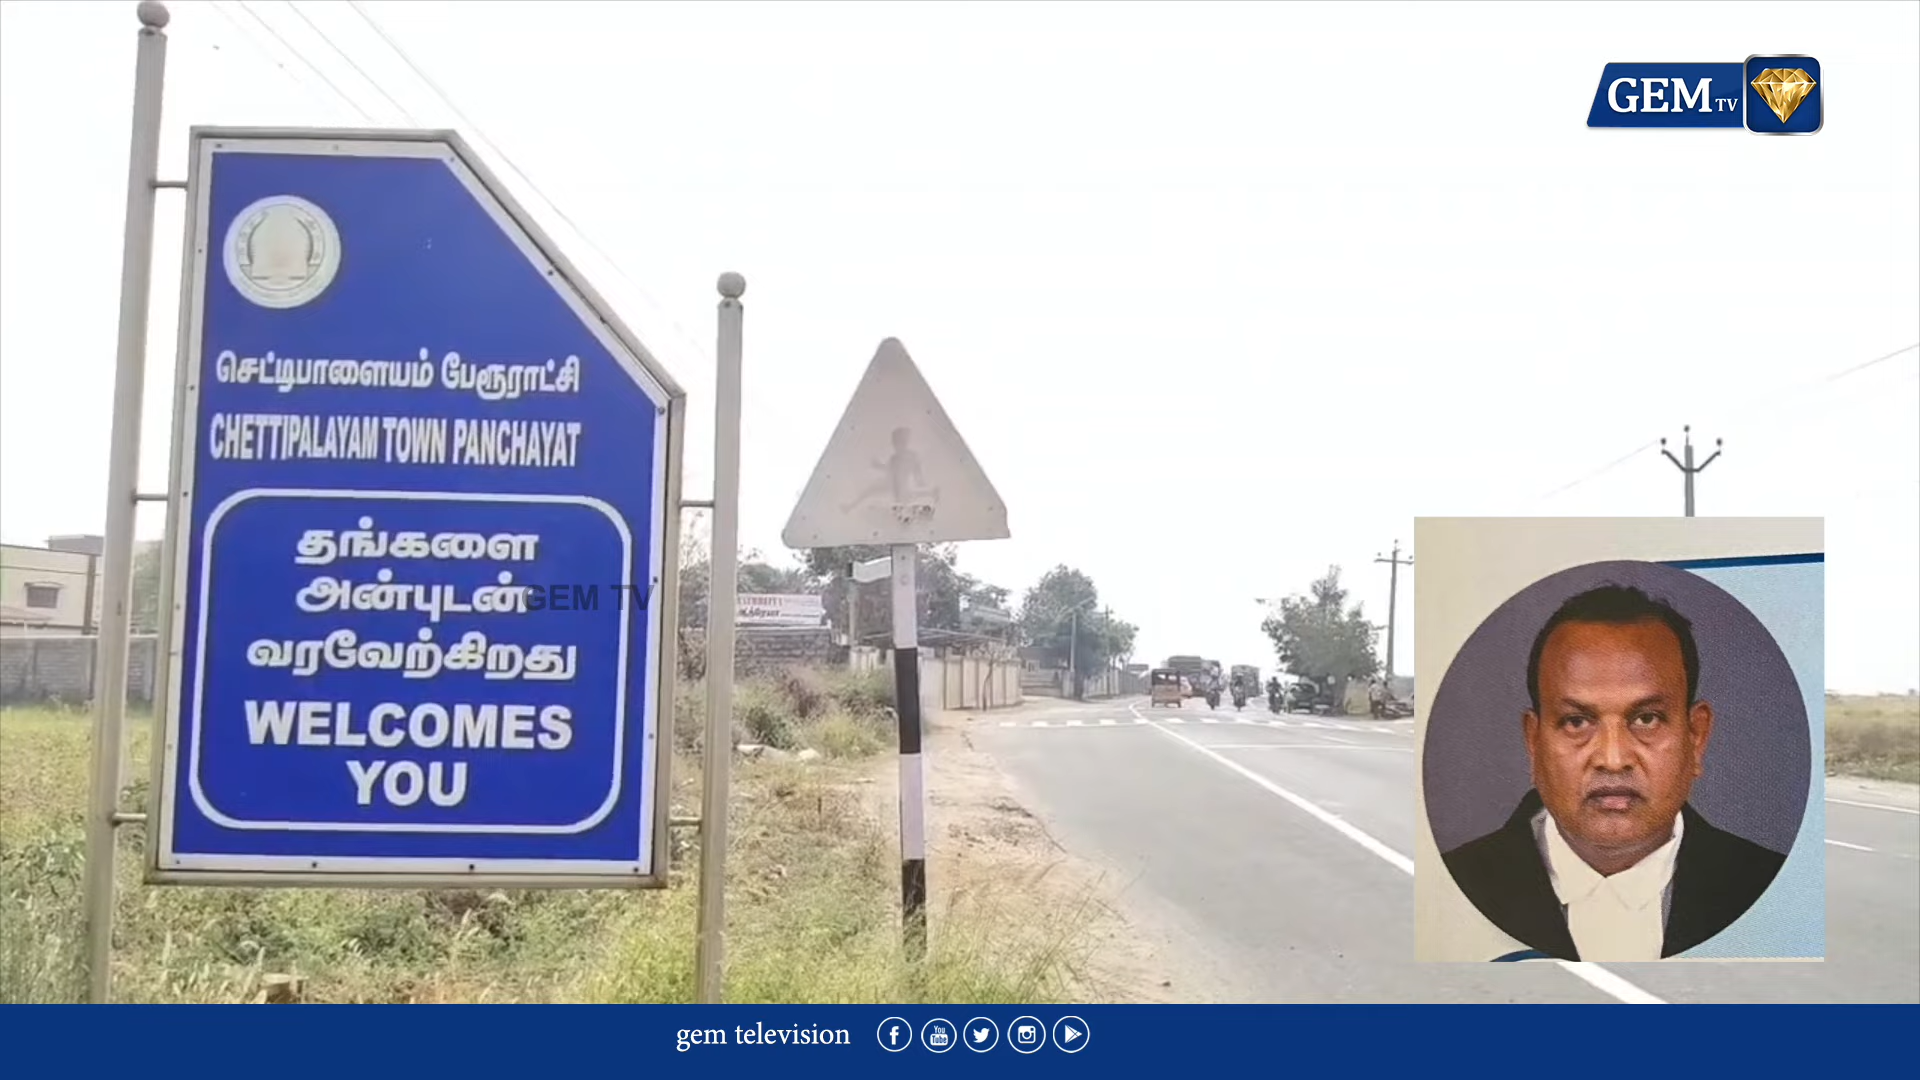 GEM TV
செட்டிபாளையம் பேரூராட்சி
CHETTIPALAYAM TOWN PANCHAYAT
தங்களை
அன்புடன்
வரவேற்கிறது
WELCOMES
YOU
GEM TV
gem television